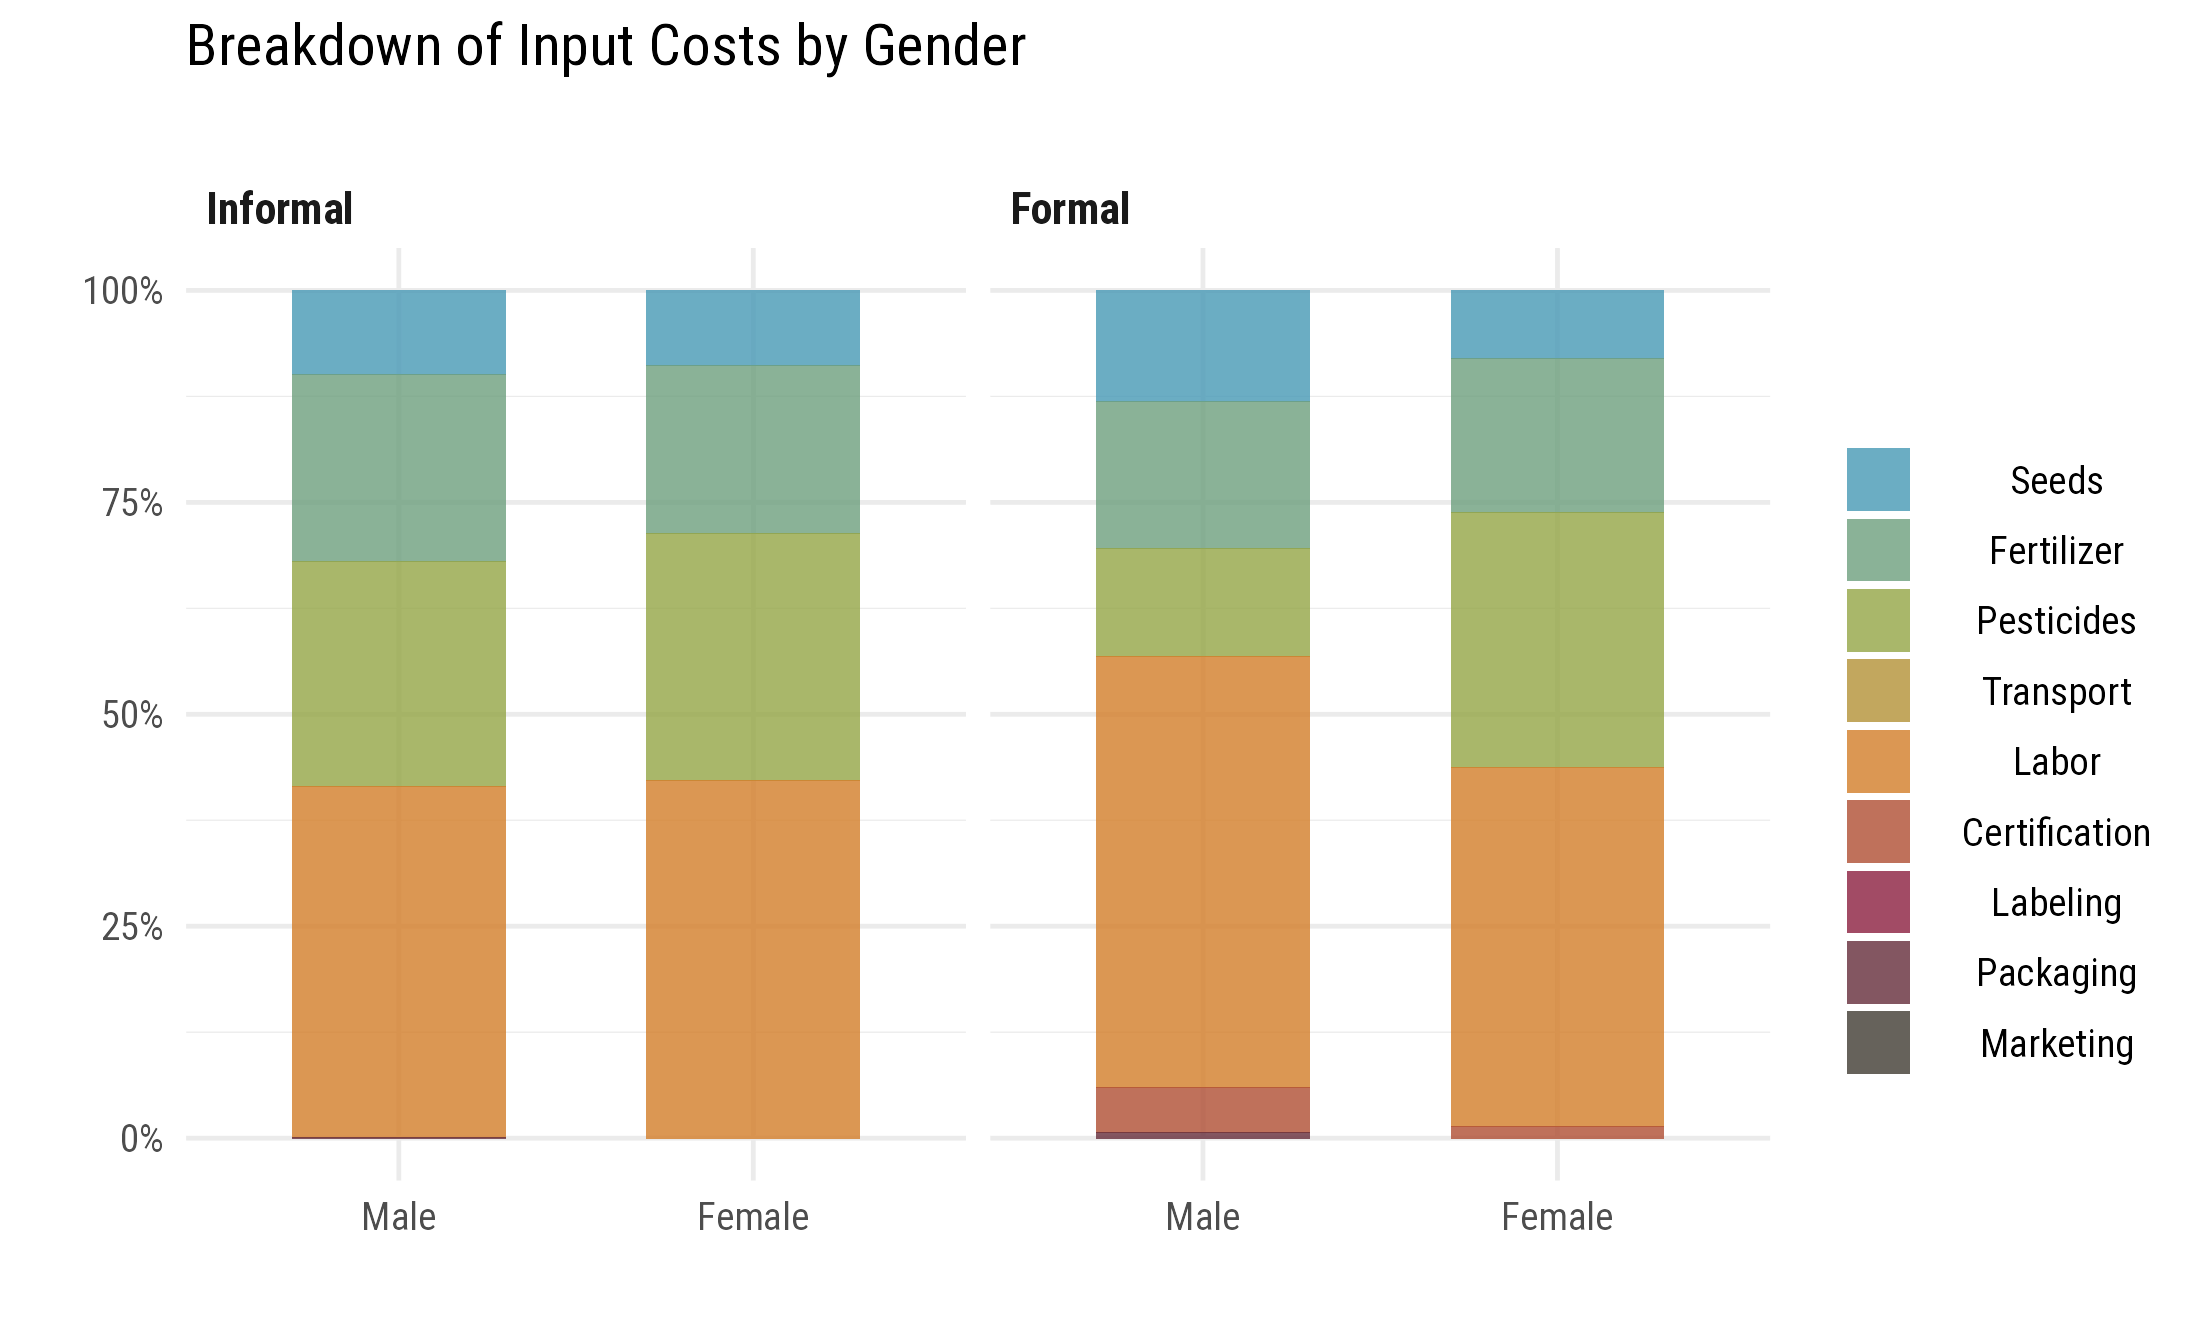 Breakdown of Input Costs by Gender
Informal
Formal
100%
75%
50%
25%
0%
Male
Female
Male
Female
Seeds
Fertilizer
Pesticides
Transport
Labor
Certification
Labeling
Packaging
Marketing